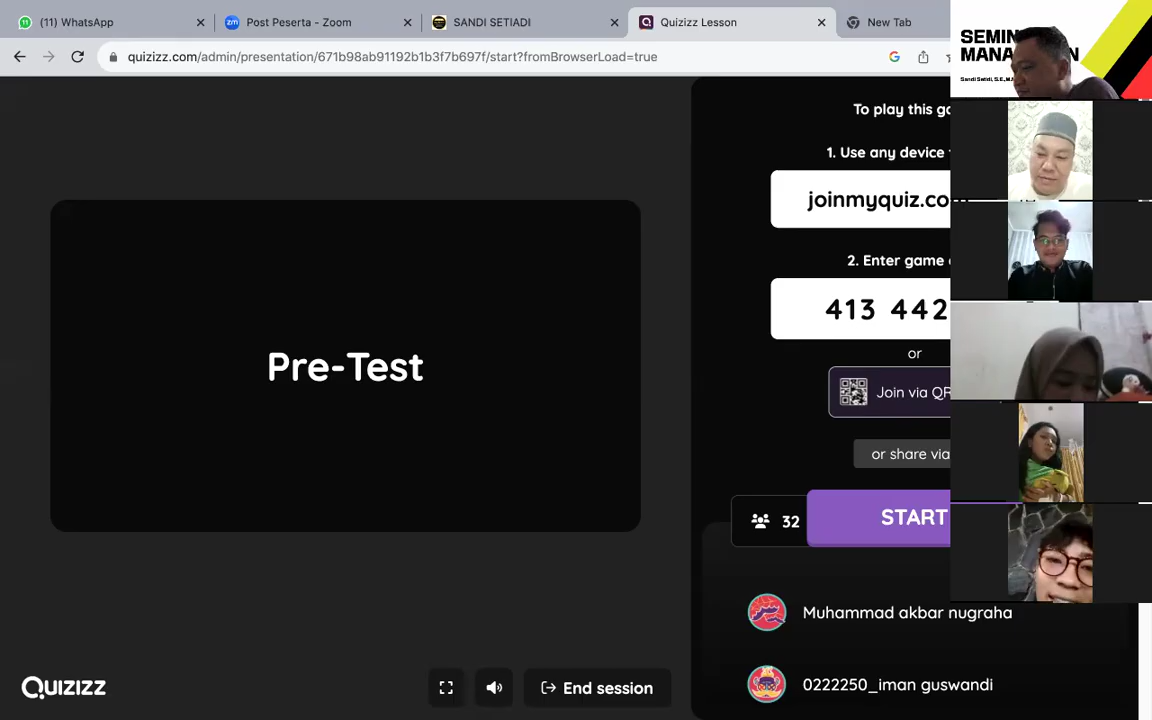 (11) WhatsApp
Post Peserta - Zoom
SANDI SETIADI
Quizizz Lesson
New Tab
quizizz.com/admin/presentation/671b98ab91192b1b3f7b697f/start?fromBrowserLoad=true
SEMIN
MANA
Sandi Setidi, S.E.,M.
To play this ga
1. Use any device t
joinmyquiz.co
2. Enter game
413 442
or
Join via QR
or share via
32
START
Pre-Test
Muhammad akbar nugraha
0222250_iman guswandi
Quizizz
End session